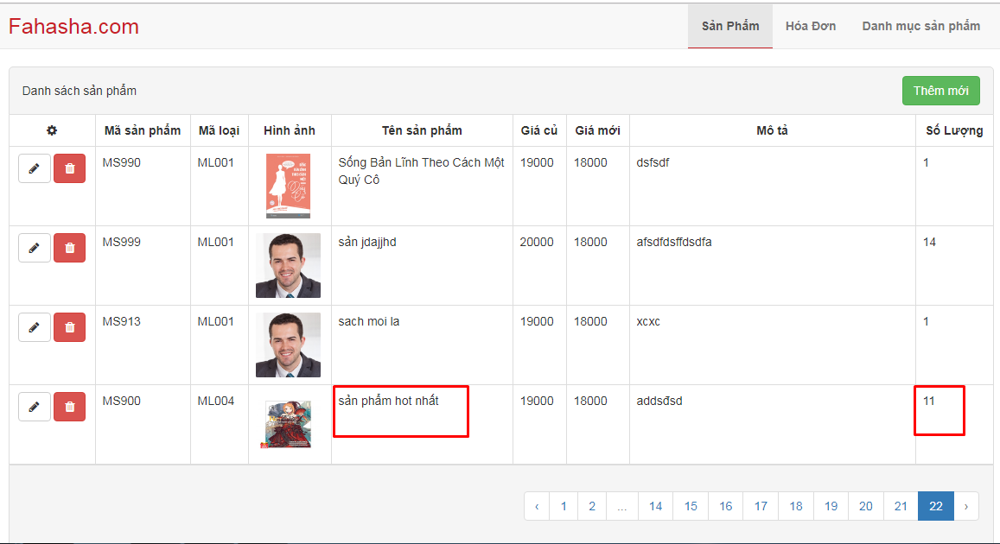 Fahasha.com
Sản Phẩm Hóa Đơn Danh mục sản phẩm
Danh sách sản phẩm
Thêm mới
Mã sản phẩm Mã loại Hình ảnh Tên sản phẩm Giá củ Giá mới Mô tả Số Lượng
MS990 ML001 Sống Bản Lĩnh Theo Cách Một 19000 18000 dsfsdf 1
Quý Cô
MS999 ML001 sản jdajjhd 20000 18000 afsdfdsffdsdfa 14
MS913 ML001 sach moi la 19000 18000 xcxc 1
MS900 ML004 sản phẩm hot nhất 19000 18000 addsđsd 11
‹ 1 2 ... 14 15 16 17 18 19 20 21 22 ›